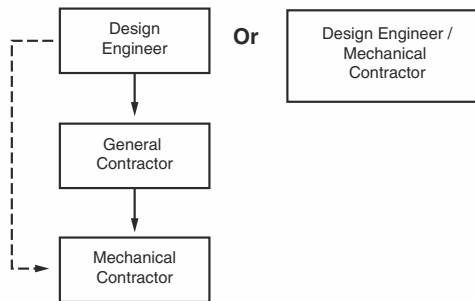 Design
Engineer
Or
Design Engineer /
Mechanical
Contractor
General
Contractor
Mechanical
Contractor